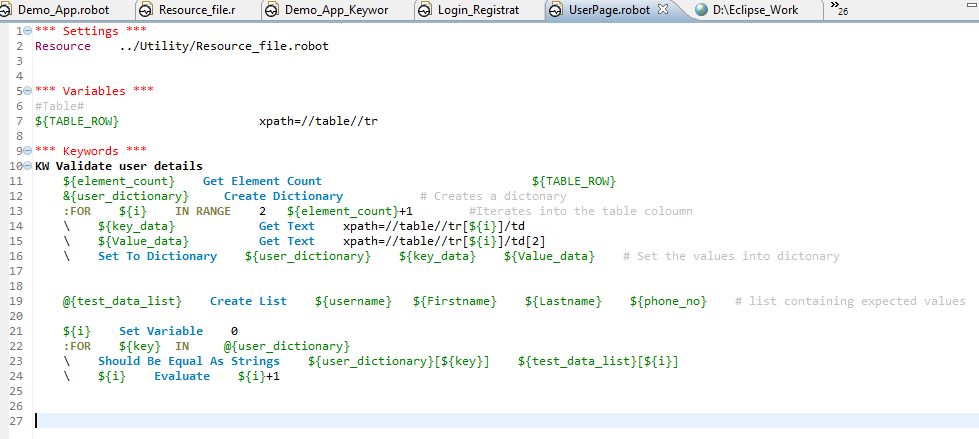 Demo_App.robot Resource_file.r Demo_App_Keywor Login_Registrat UserPage.robot D:\Eclipse_Work 26
1 *** Settings ***
2 Resource ../Utility/Resource_file.robot
3
4
5 *** Variables ***
6 #Table#
7 ${TABLE_ROW} xpath=//table//tr
8
9 *** Keywords ***
10 KW Validate user details
11 ${element_count} Get Element Count ${TABLE_ROW}
12 &{user_dictionary} Create Dictionary # Creates a dictonary
13 :FOR ${i} IN RANGE 2 ${element_count}+1 #Iterates into the table coloumn
14 \ ${key_data} Get Text xpath=//table//tr[${i}]/td
15 \ ${Value_data} Get Text xpath=//table//tr[${i}]/td[2]
16 \ Set To Dictionary ${user_dictionary} ${key_data} ${Value_data} # Set the values into dictonary
17
18
19 @{test_data_list} Create List ${username} ${Firstname} ${Lastname} ${phone_no} # list containing expected values
20
21 ${i} Set Variable 0
22 :FOR ${key} IN @{user_dictionary}
23 \ Should Be Equal As Strings ${user_dictionary}[${key}] ${test_data_list}[${i}]
24 \ ${i} Evaluate ${i}+1
25
26
27